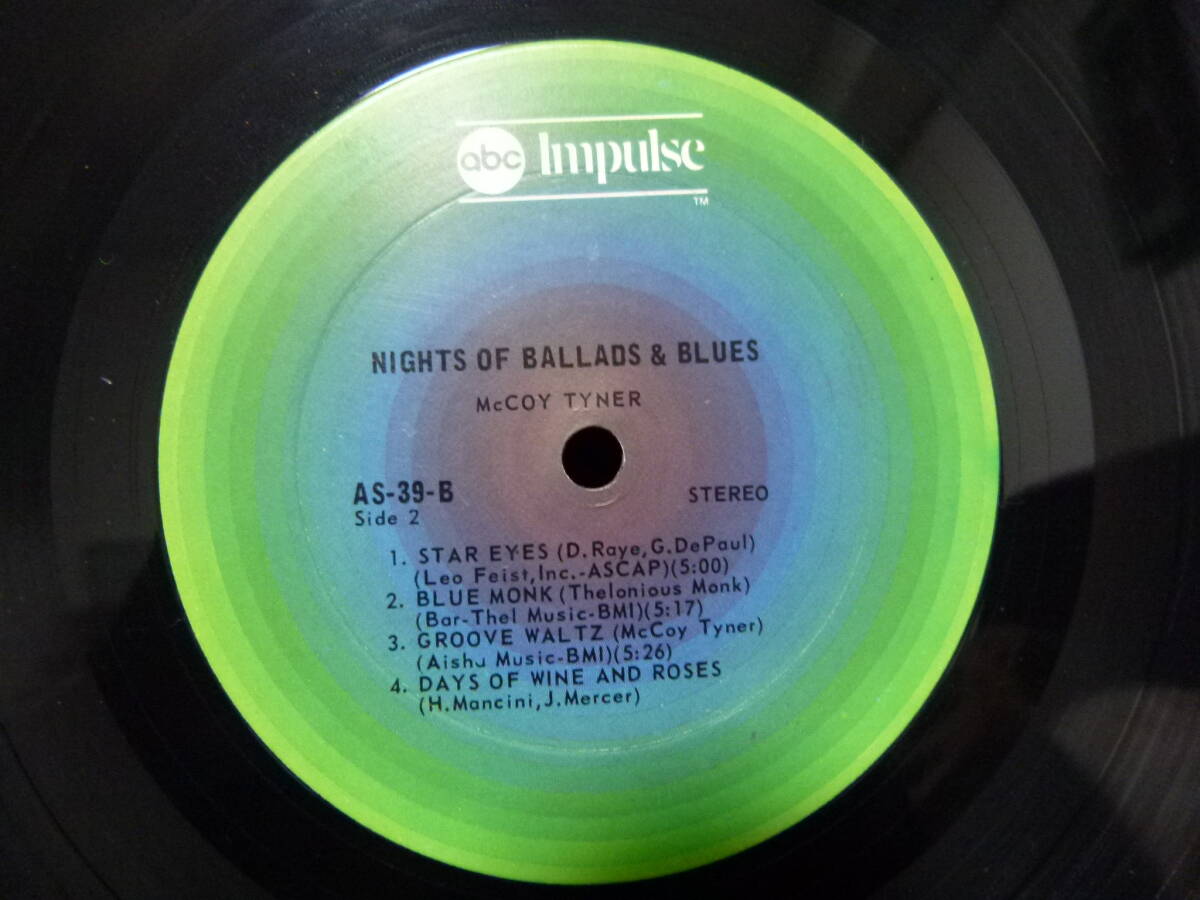 abc Impulse
TM
NIGHTS OF BALLADS & BLUES
McCOY TYNER
AS-39-B
STEREO
Side 2
1. STAR EYES (D. Raye, G. DePaul)
(Leo Feist, Inc.-ASCAP)(5:00)
2. BLUE MONK (Thelonious Monk)
(Bar-Thel Music-BMI)(5:17)
3. GROOVE WALTZ (McCoy Tyner)
(Aisha Music-BMI)(5:26)
4. DAYS OF WINE AND ROSES
(H. Mancini, J. Mercer)